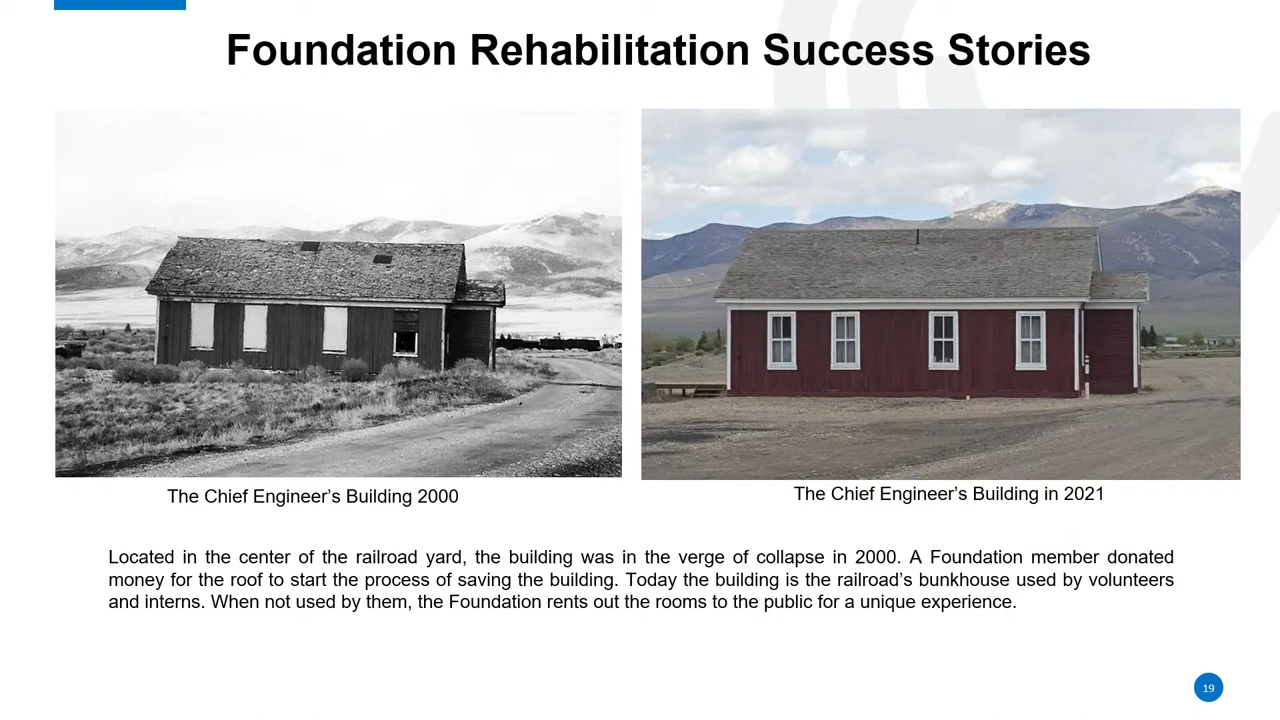 Foundation Rehabilitation Success Stories
The Chief Engineer’s Building 2000
The Chief Engineer’s Building in 2021
Located in the center of the railroad yard, the building was in the verge of collapse in 2000. A Foundation member donated
money for the roof to start the process of saving the building. Today the building is the railroad’s bunkhouse used by volunteers
and interns. When not used by them, the Foundation rents out the rooms to the public for a unique experience.
19